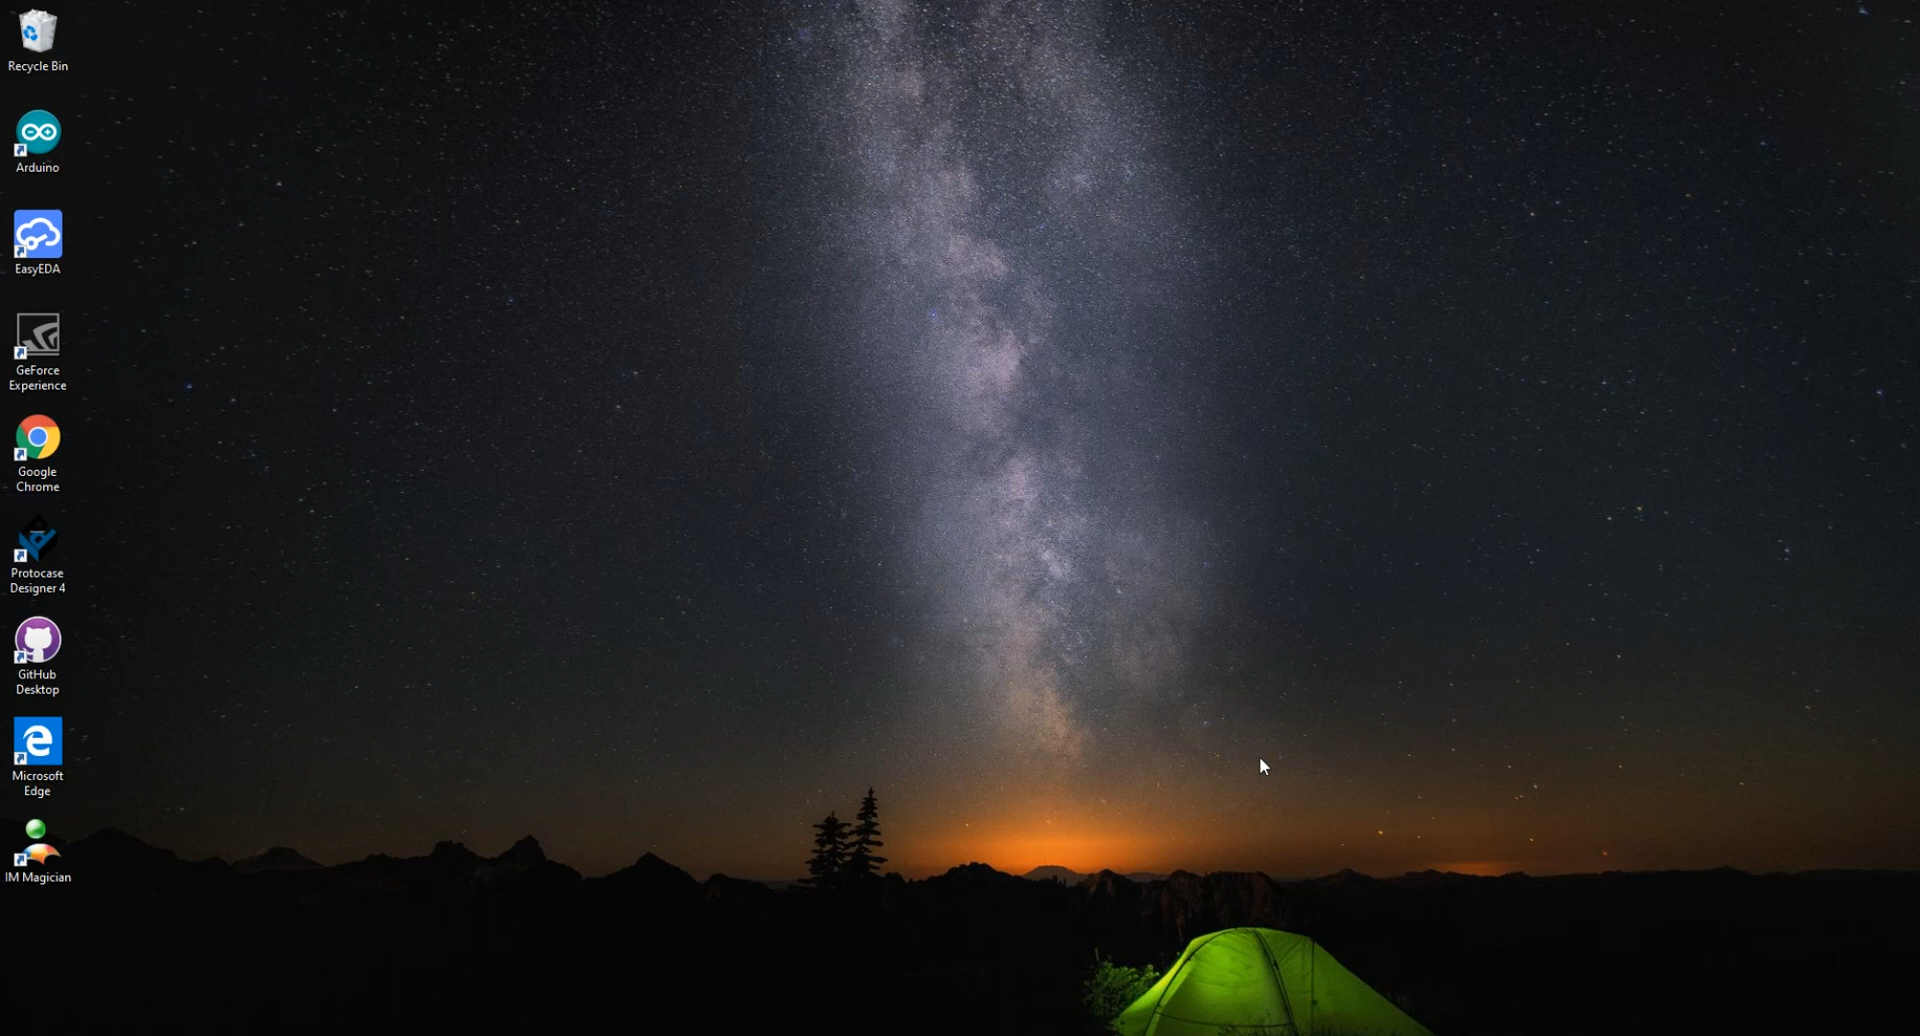 Recycle Bin
Arduino
EasyEDA
GeForce
Experience
Google
Chrome
Protocase
Designer 4
GitHub
Desktop
Microsoft
Edge
IM Magician